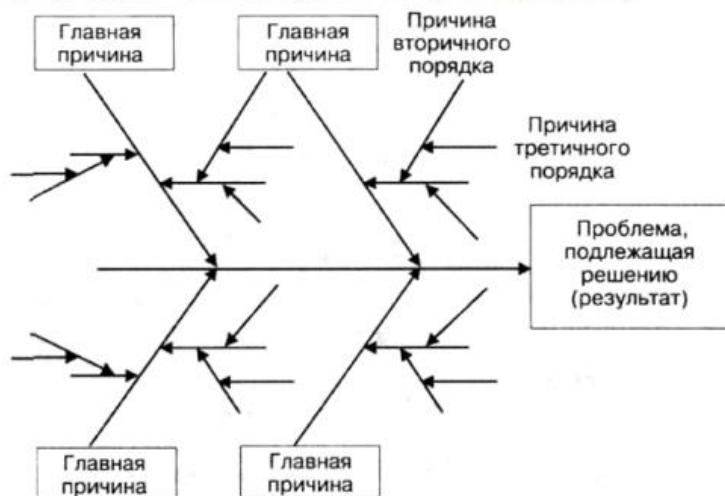 Главная
причина
Главная
причина
Причина
вторичного
порядка
Причина
третичного
порядка
Проблема,
подлежащая
решению
(результат)
Главная
причина
Главная
причина